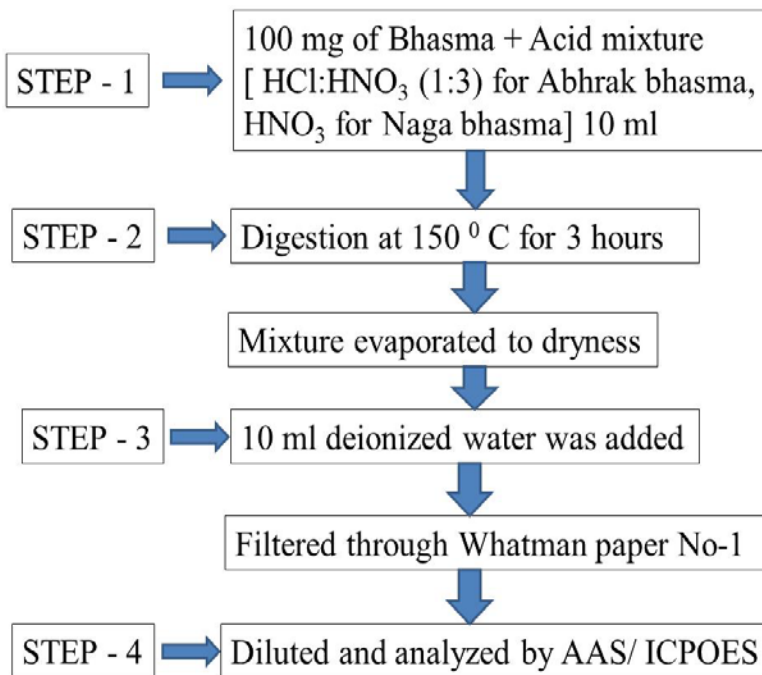 STEP - 1
100 mg of Bhasma + Acid mixture
[ HCl:HNO₃ (1:3) for Abhrak bhasma,
HNO₃ for Naga bhasma] 10 ml
STEP - 2
Digestion at 150 ⁰ C for 3 hours
Mixture evaporated to dryness
STEP - 3
10 ml deionized water was added
Filtered through Whatman paper No-1
STEP - 4
Diluted and analyzed by AAS/ ICPOES